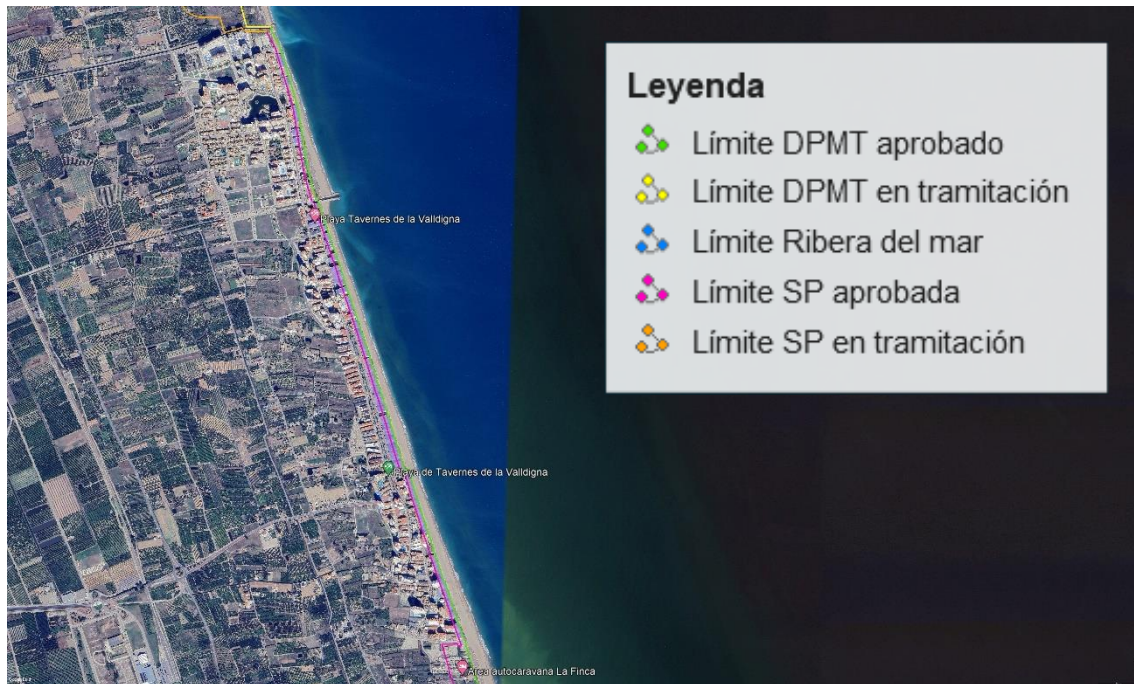 Leyenda
Límite DPMT aprobado
Límite DPMT en tramitación
Límite Ribera del mar
Límite SP aprobada
Límite SP en tramitación
Playa Tavernes de la Valldigna
Playa de Tavernes de la Valldigna
Área autocaravana La Finca